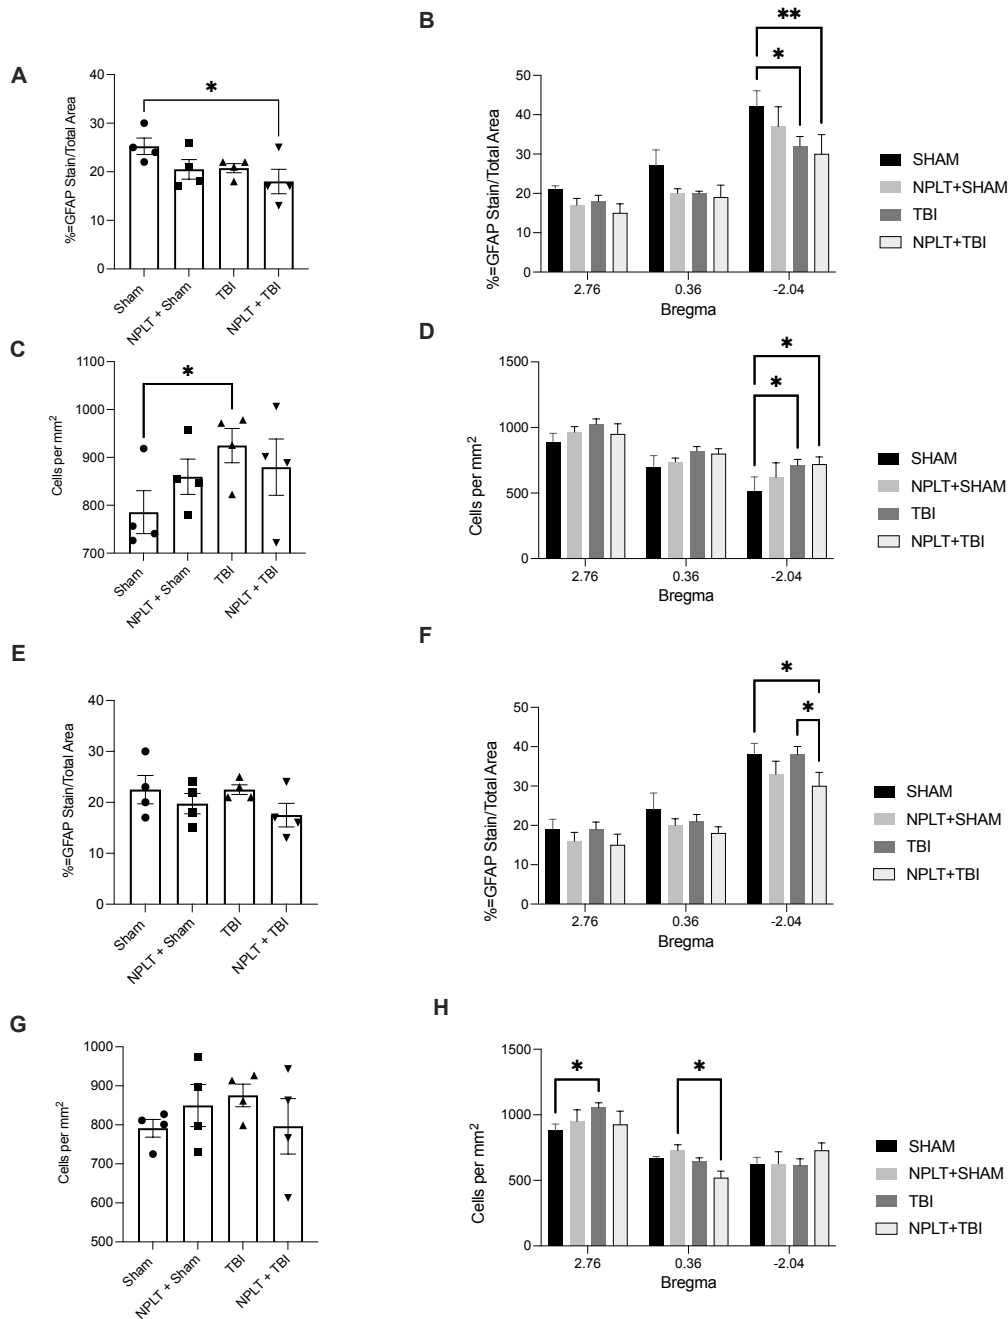 A
%=GFAP Stain/Total Area
40
30
20
10
0
*
Sham
NPLT + Sham
TBI
NPLT + TBI
B
%=GFAP Stain/Total Area
50
40
30
20
10
0
**
*
2.76
0.36
-2.04
Bregma
SHAM
NPLT+SHAM
TBI
NPLT+TBI
C
Cells per mm²
1100
1000
900
800
700
*
Sham
NPLT + Sham
TBI
NPLT + TBI
D
Cells per mm²
1500
1000
500
0
*
*
2.76
0.36
-2.04
Bregma
SHAM
NPLT+SHAM
TBI
NPLT+TBI
E
%=GFAP Stain/Total Area
40
30
20
10
0
Sham
NPLT + Sham
TBI
NPLT + TBI
F
%=GFAP Stain/Total Area
50
40
30
20
10
0
*
*
2.76
0.36
-2.04
Bregma
SHAM
NPLT+SHAM
TBI
NPLT+TBI
G
Cells per mm²
1000
900
800
700
600
500
Sham
NPLT + Sham
TBI
NPLT + TBI
H
Cells per mm²
1500
1000
500
0
*
*
2.76
0.36
-2.04
Bregma
SHAM
NPLT+SHAM
TBI
NPLT+TBI